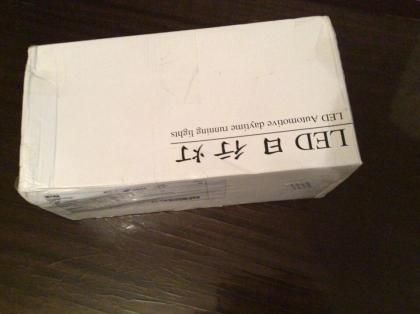 LED 日行灯
LED Automotive daytime running lights